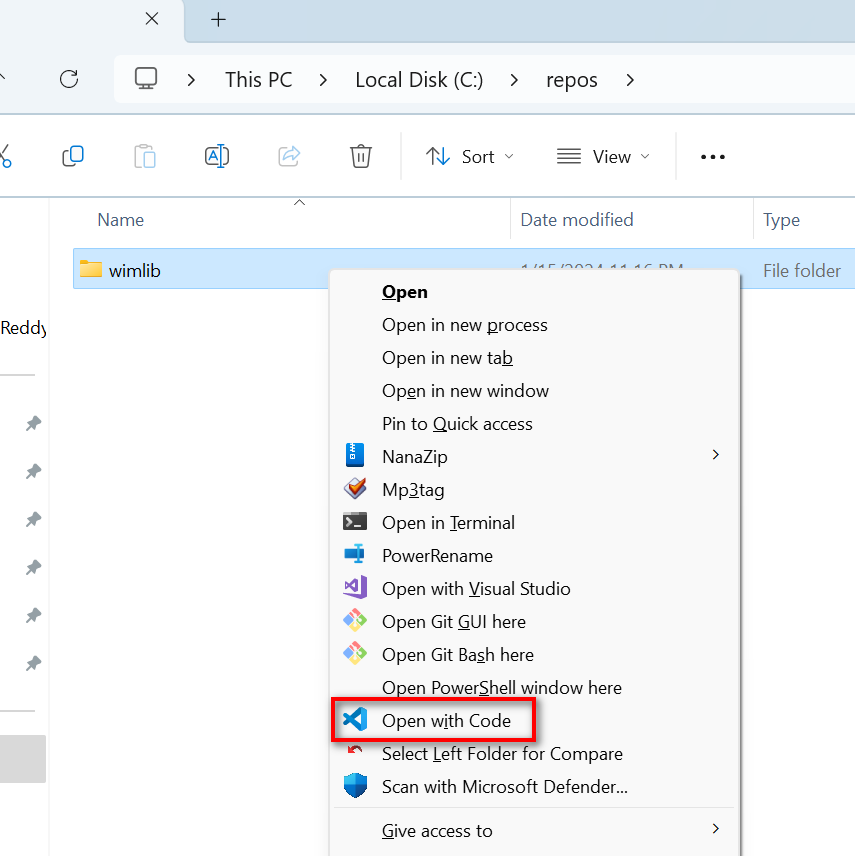 This PC
Local Disk (C:)
repos
Sort
View
Name
Date modified
Type
wimlib
1/15/2024 11:16 PM
File folder
Reddy
Open
Open in new process
Open in new tab
Open in new window
Pin to Quick access
NanaZip
Mp3tag
Open in Terminal
PowerRename
Open with Visual Studio
Open Git GUI here
Open Git Bash here
Open PowerShell window here
Open with Code
Select Left Folder for Compare
Scan with Microsoft Defender...
Give access to